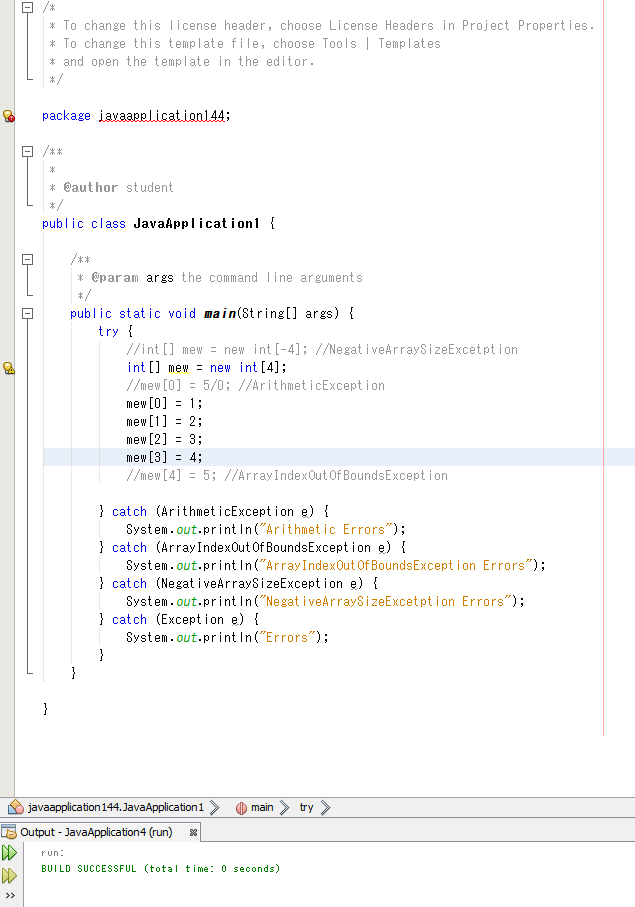 /*
 * To change this license header, choose License Headers in Project Properties.
 * To change this template file, choose Tools | Templates
 * and open the template in the editor.
 */
package javaapplication144;
/**
 *
 * @author student
 */
public class JavaApplication1 {
    /**
     * @param args the command line arguments
     */
    public static void main(String[] args) {
        try {
            //int[] mew = new int[-4]; //NegativeArraySizeExcetption
            int[] mew = new int[4];
            //mew[0] = 5/0; //ArithmeticException
            mew[0] = 1;
            mew[1] = 2;
            mew[2] = 3;
            mew[3] = 4;
            //mew[4] = 5; //ArrayIndexOutOfBoundsException
        } catch (ArithmeticException e) {
            System.out.println("Arithmetic Errors");
        } catch (ArrayIndexOutOfBoundsException e) {
            System.out.println("ArrayIndexOutOfBoundsException Errors");
        } catch (NegativeArraySizeException e) {
            System.out.println("NegativeArraySizeExcetption Errors");
        } catch (Exception e) {
            System.out.println("Errors");
        }
    }
}
javaapplication144.JavaApplication1 main try
Output - JavaApplication4 (run)
run:
BUILD SUCCESSFUL (total time: 0 seconds)